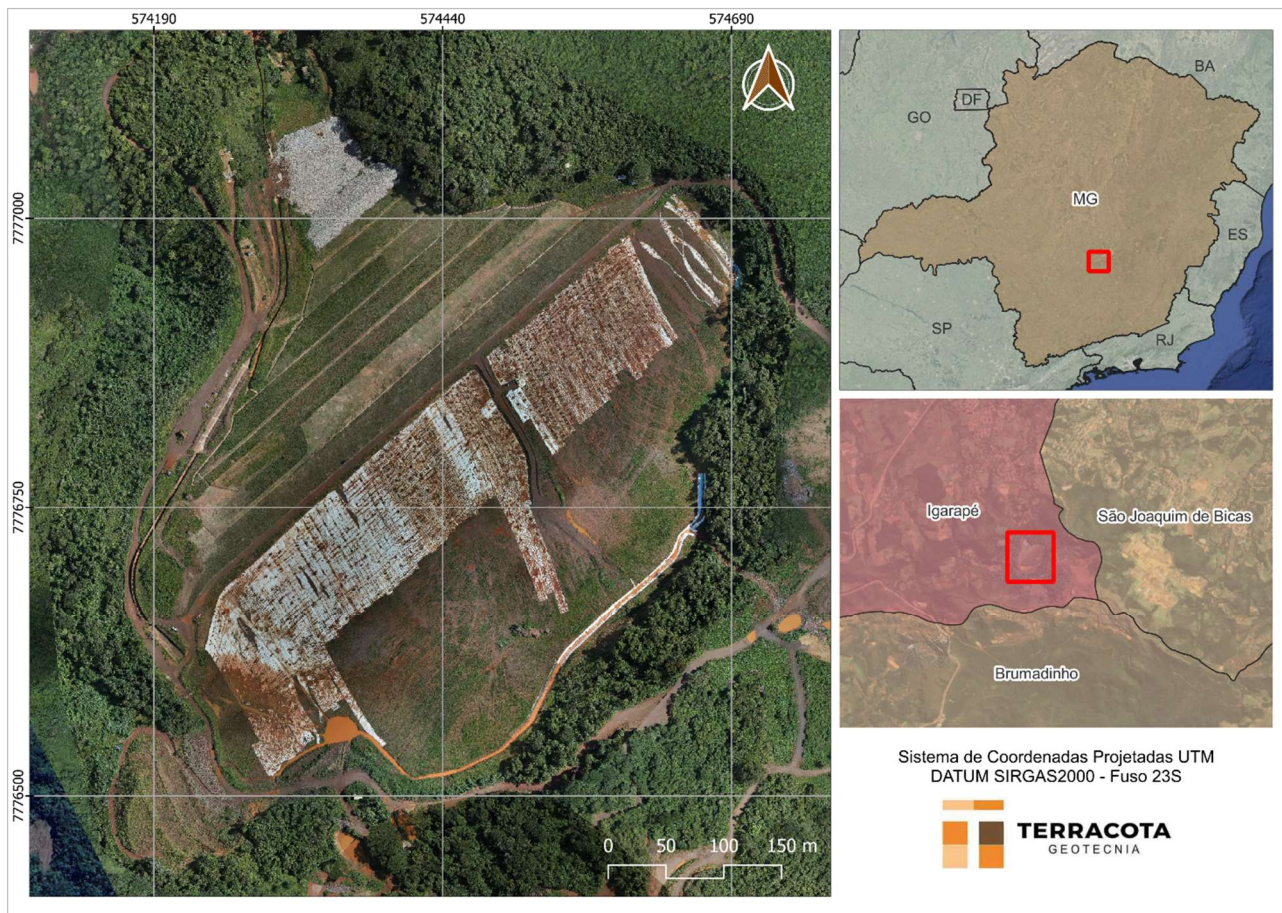 574190
574440
574690
7777000
7776750
7776500
0 50 100 150 m
BA
DF
GO
MG
ES
SP
RJ
Igarapé
São Joaquim de Bicas
Brumadinho
Sistema de Coordenadas Projetadas UTM
DATUM SIRGAS2000 - Fuso 23S
TERRACOTA
GEOTECNIA